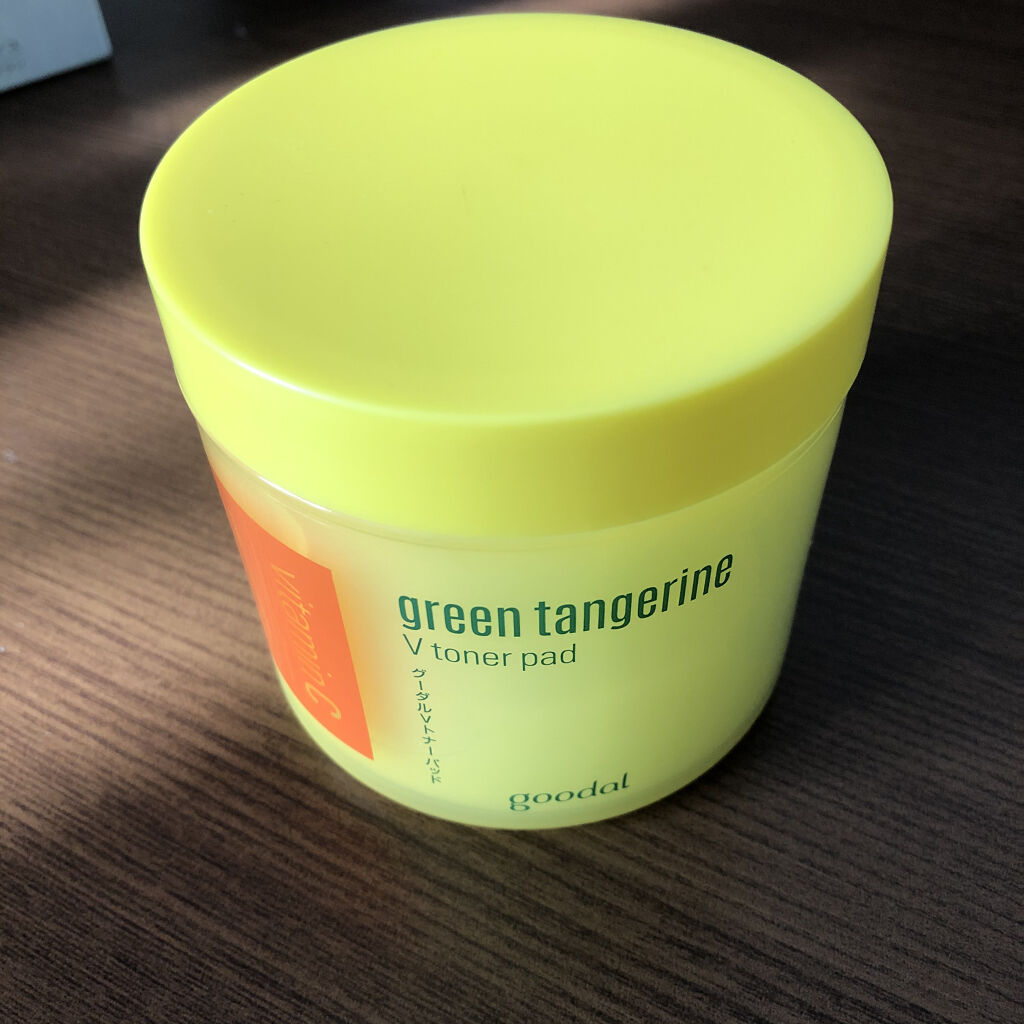 green tangerine
V toner pad
グーダルVトナーパッド
goodal
vitamin C